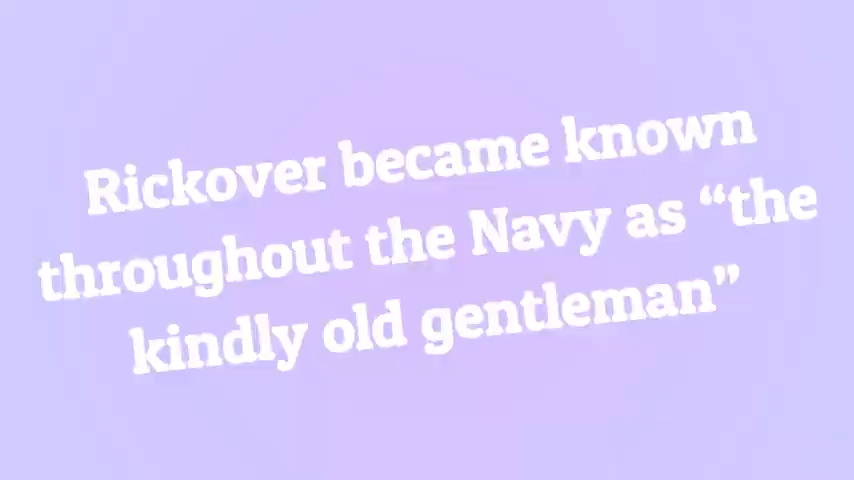 Rickover became known
throughout the Navy as “the
kindly old gentleman”